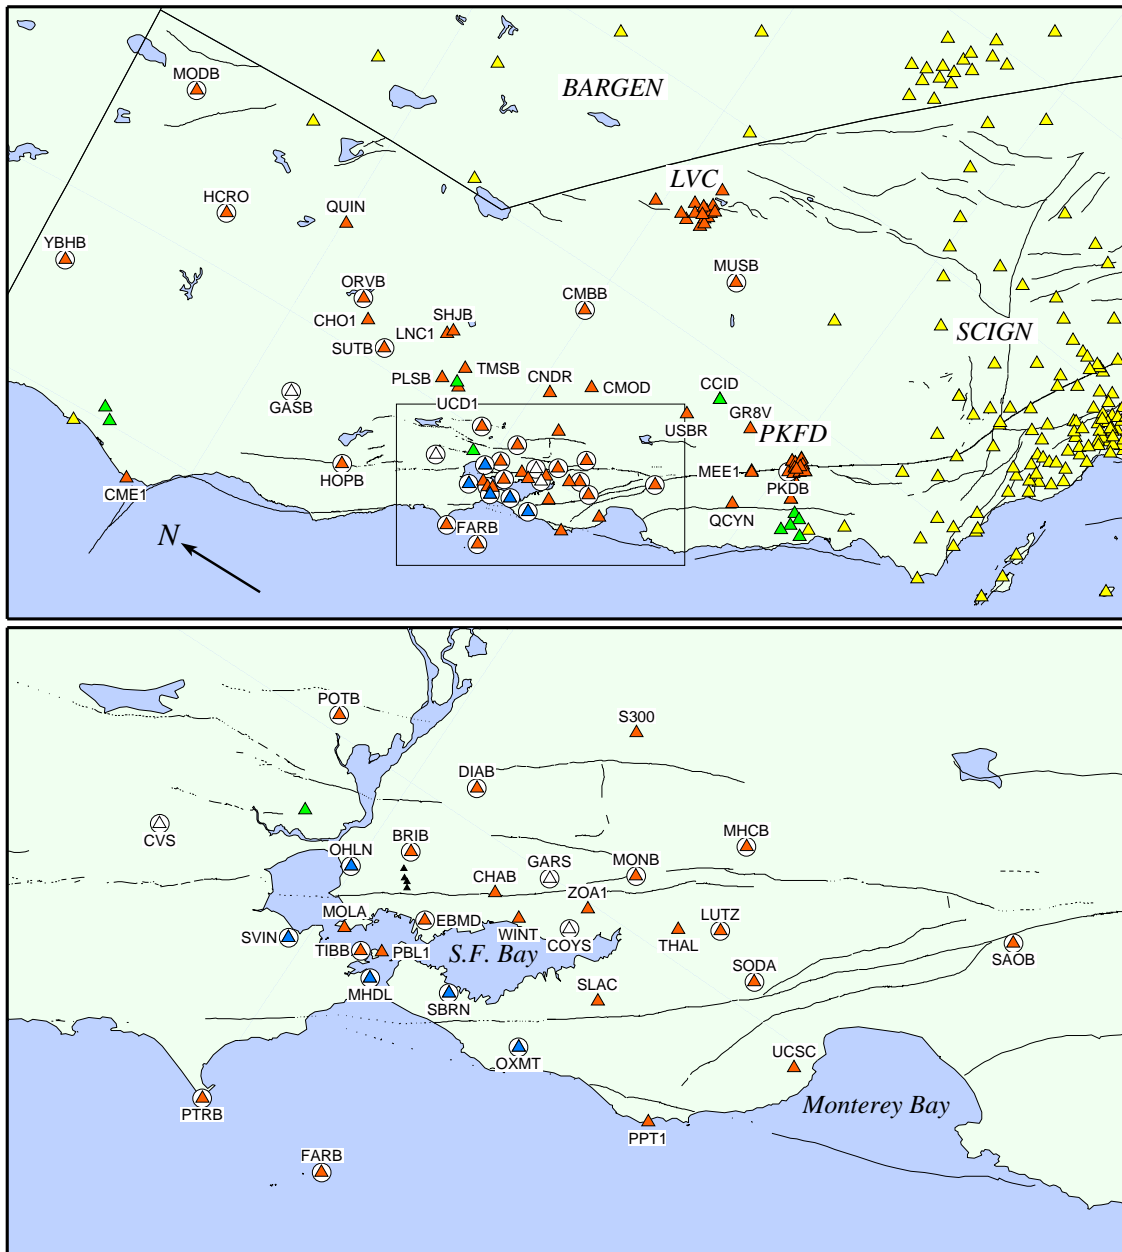 MODB
BARGEN
LVC
HCRO
QUIN
YBHB
ORVB
MUSB
CMBB
CHO1
SHJB
LNC1
SCIGN
SUTB
TMSB
PLSB
CNDR
CMOD
CCID
GASB
UCD1
GR8V
USBR
PKFD
HOPB
MEE1
CME1
PKDB
QCYN
FARB
N
POTB
S300
DIAB
CVS
BRIB
MHCB
OHLN
GARS
MONB
CHAB
ZOA1
MOLA
EBMD
WINT
LUTZ
SVIN
COYS
THAL
TIBB
PBL1
S.F. Bay
SAOB
MHDL
SODA
SBRN
SLAC
OXMT
UCSC
PTRB
Monterey Bay
PPT1
FARB